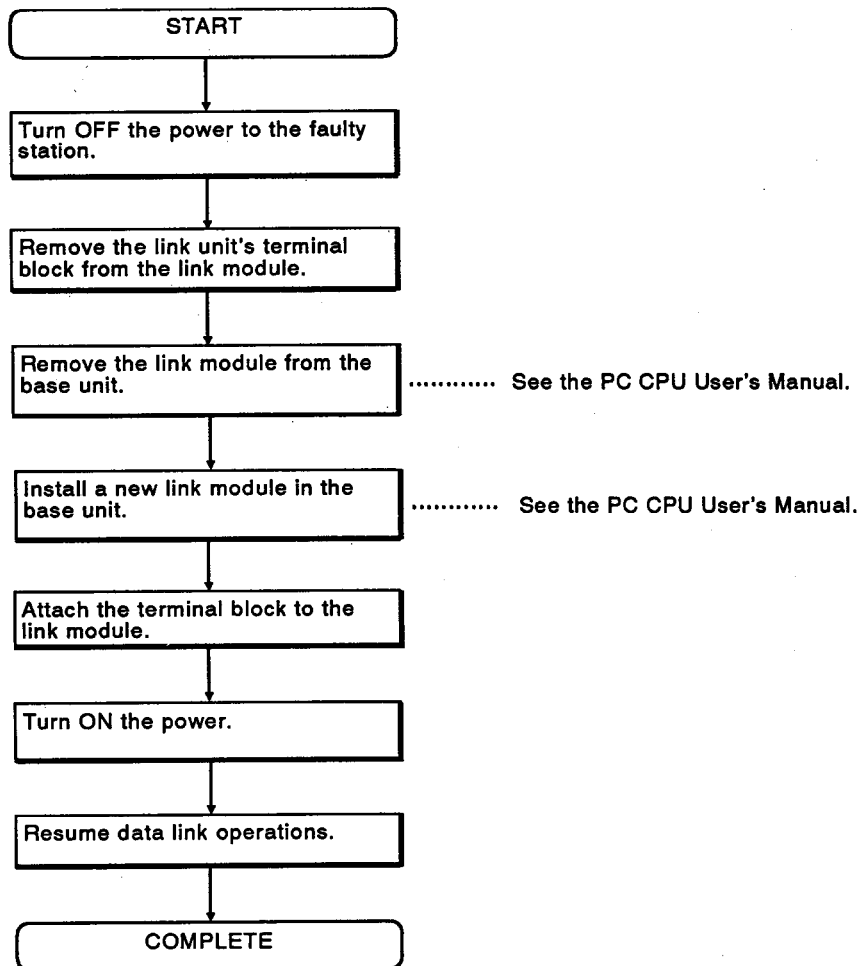 START
Turn OFF the power to the faulty
station.
Remove the link unit's terminal
block from the link module.
Remove the link module from the
base unit.
............ See the PC CPU User's Manual.
Install a new link module in the
base unit.
............ See the PC CPU User's Manual.
Attach the terminal block to the
link module.
Turn ON the power.
Resume data link operations.
COMPLETE